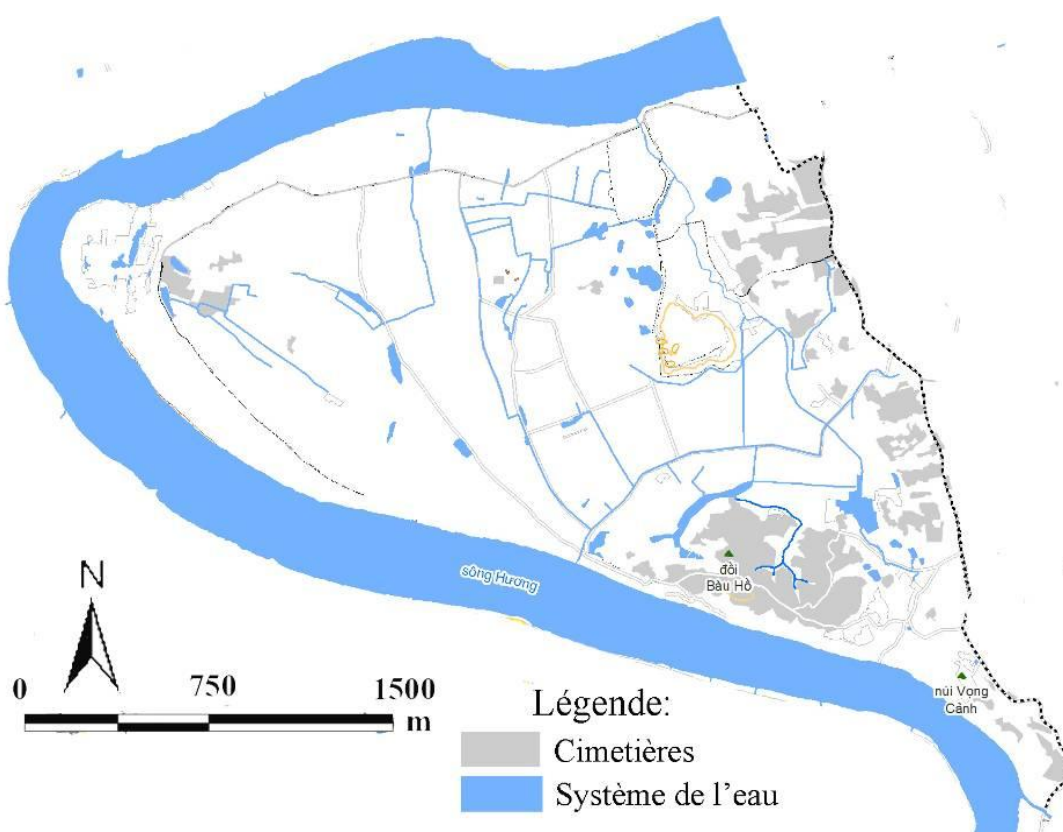 sông Hương
đồi
Bàu Hồ
núi Vọng
Cảnh
N
0 750 1500
m
Légende:
Cimetières
Système de l'eau